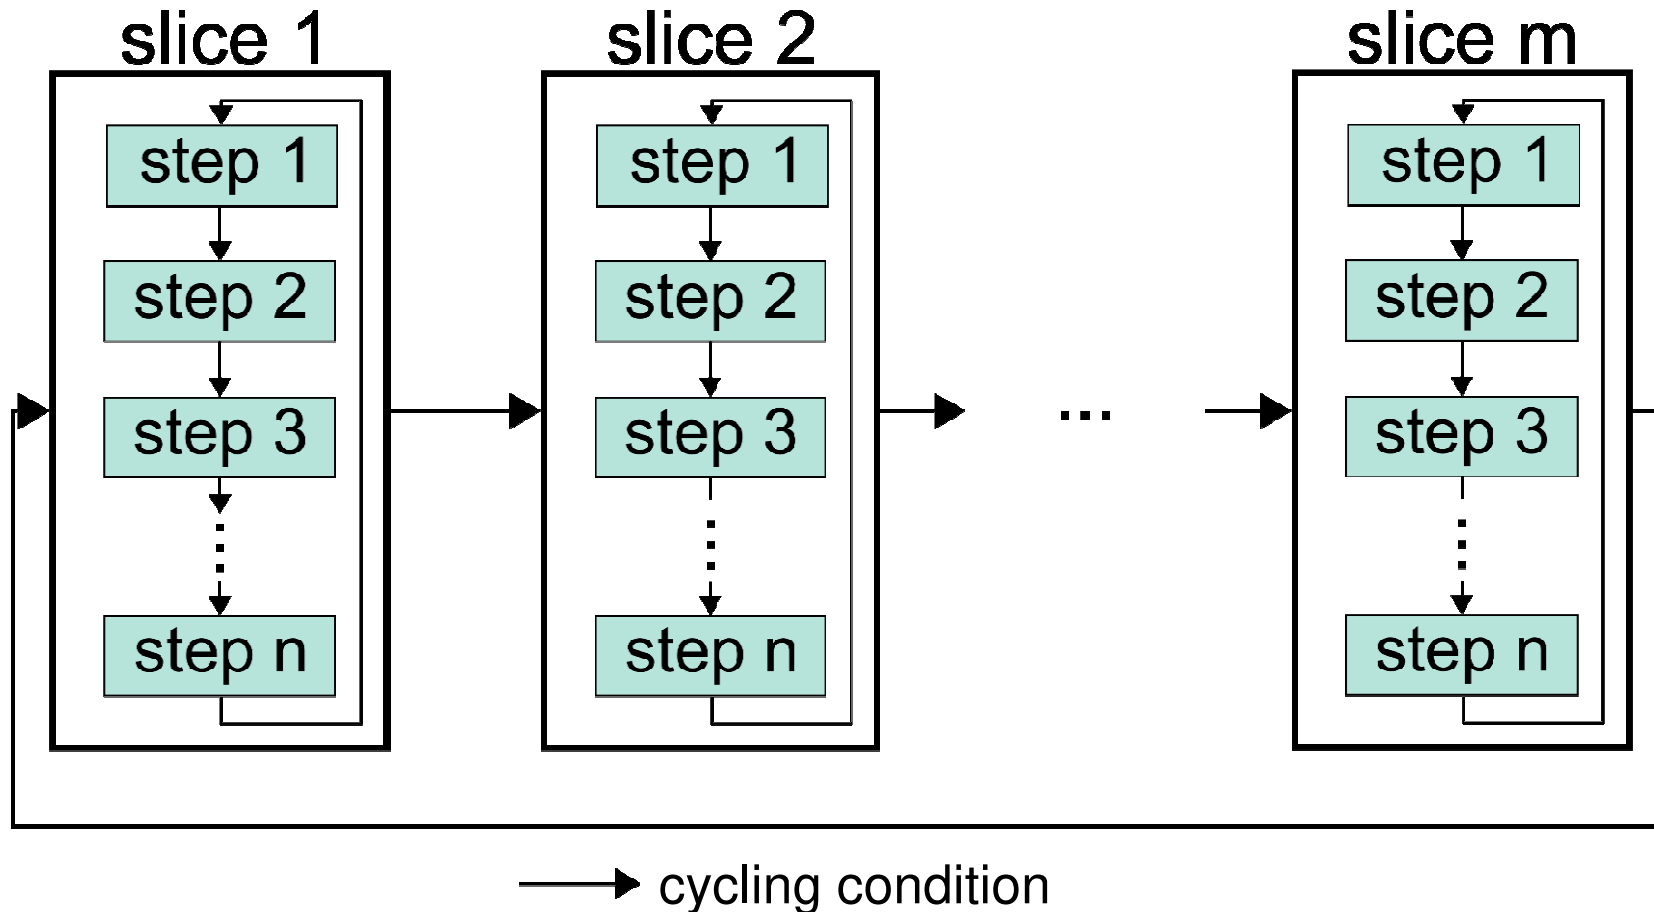 slice 1
step 1
step 2
step 3
step n
slice 2
step 1
step 2
step 3
step n
...
slice m
step 1
step 2
step 3
step n
cycling condition